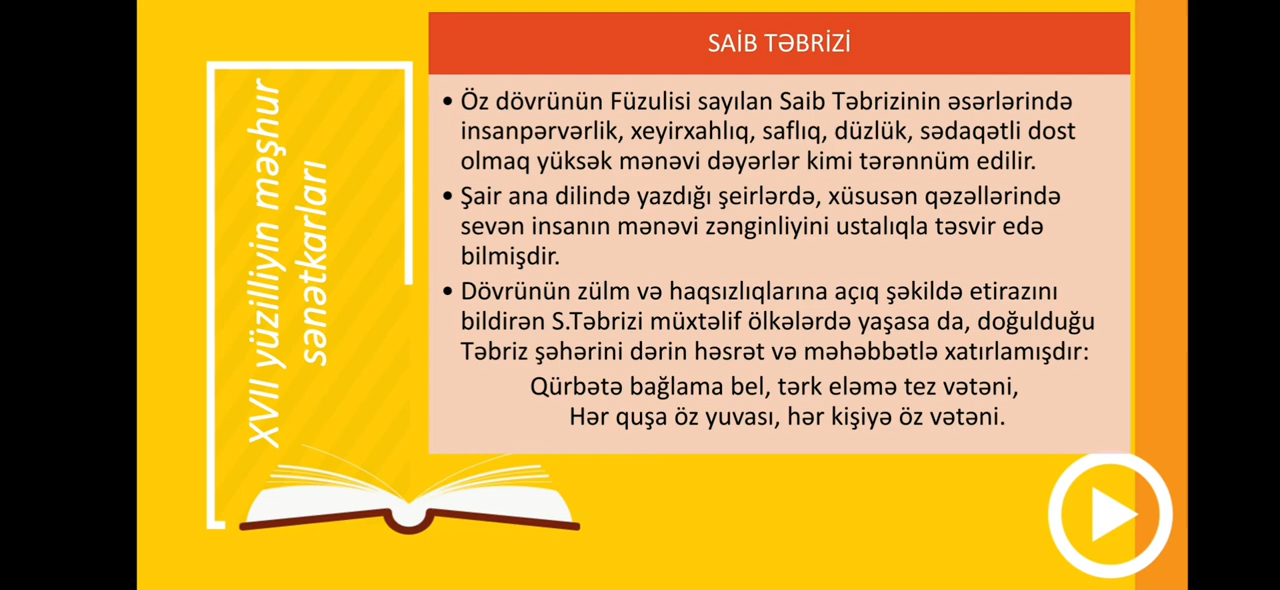 XVII yüzilliyin məşhur
sənətkarları
SAİB TƏBRİZİ
• Öz dövrünün Füzulisi sayılan Saib Təbrizinin əsərlərində
insanpərvərlik, xeyirxahlıq, saflıq, düzlük, sədaqətli dost
olmaq yüksək mənəvi dəyərlər kimi tərənnüm edilir.
• Şair ana dilində yazdığı şeirlərdə, xüsusən qəzəllərində
sevən insanın mənəvi zənginliyini ustalıqla təsvir edə
bilmişdir.
• Dövrünün zülm və haqsızlıqlarına açıq şəkildə etirazını
bildirən S.Təbrizi müxtəlif ölkələrdə yaşasa da, doğulduğu
Təbriz şəhərini dərin həsrət və məhəbbətlə xatırlamışdır:
Qürbətə bağlama bel, tərk eləmə tez vətəni,
Hər quşa öz yuvası, hər kişiyə öz vətəni.